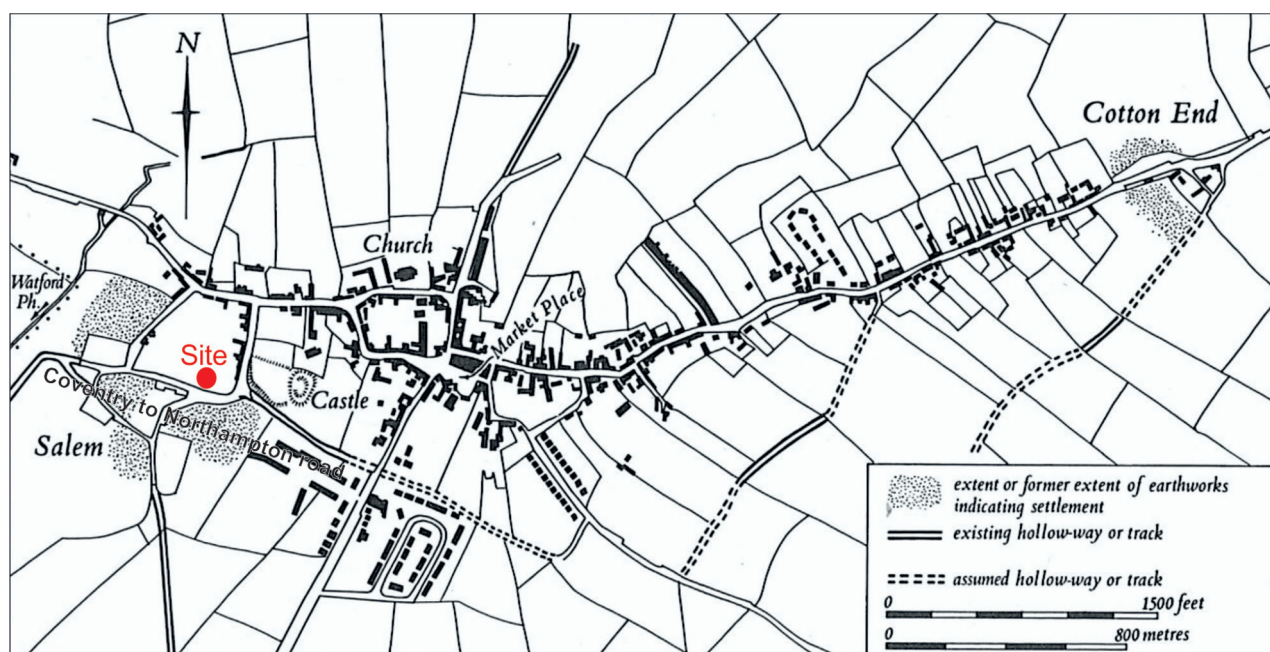 N
Cotton End
Church
Watford
Ph.
Market Place
Site
Castle
Coventry to Northampton road
Salem
extent or former extent of earthworks
indicating settlement
existing hollow-way or track
assumed hollow-way or track
0 1500 feet
0 800 metres